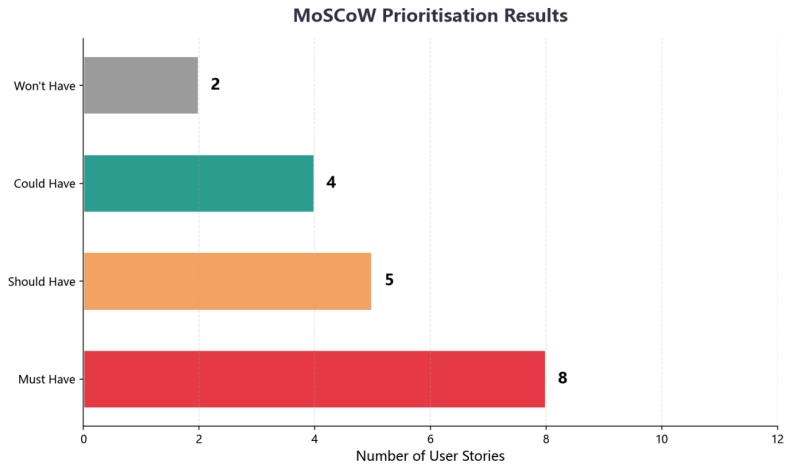 MoSCoW Prioritisation Results
Won't Have
2
Could Have
4
Should Have
5
Must Have
8
0 2 4 6 8 10 12
Number of User Stories